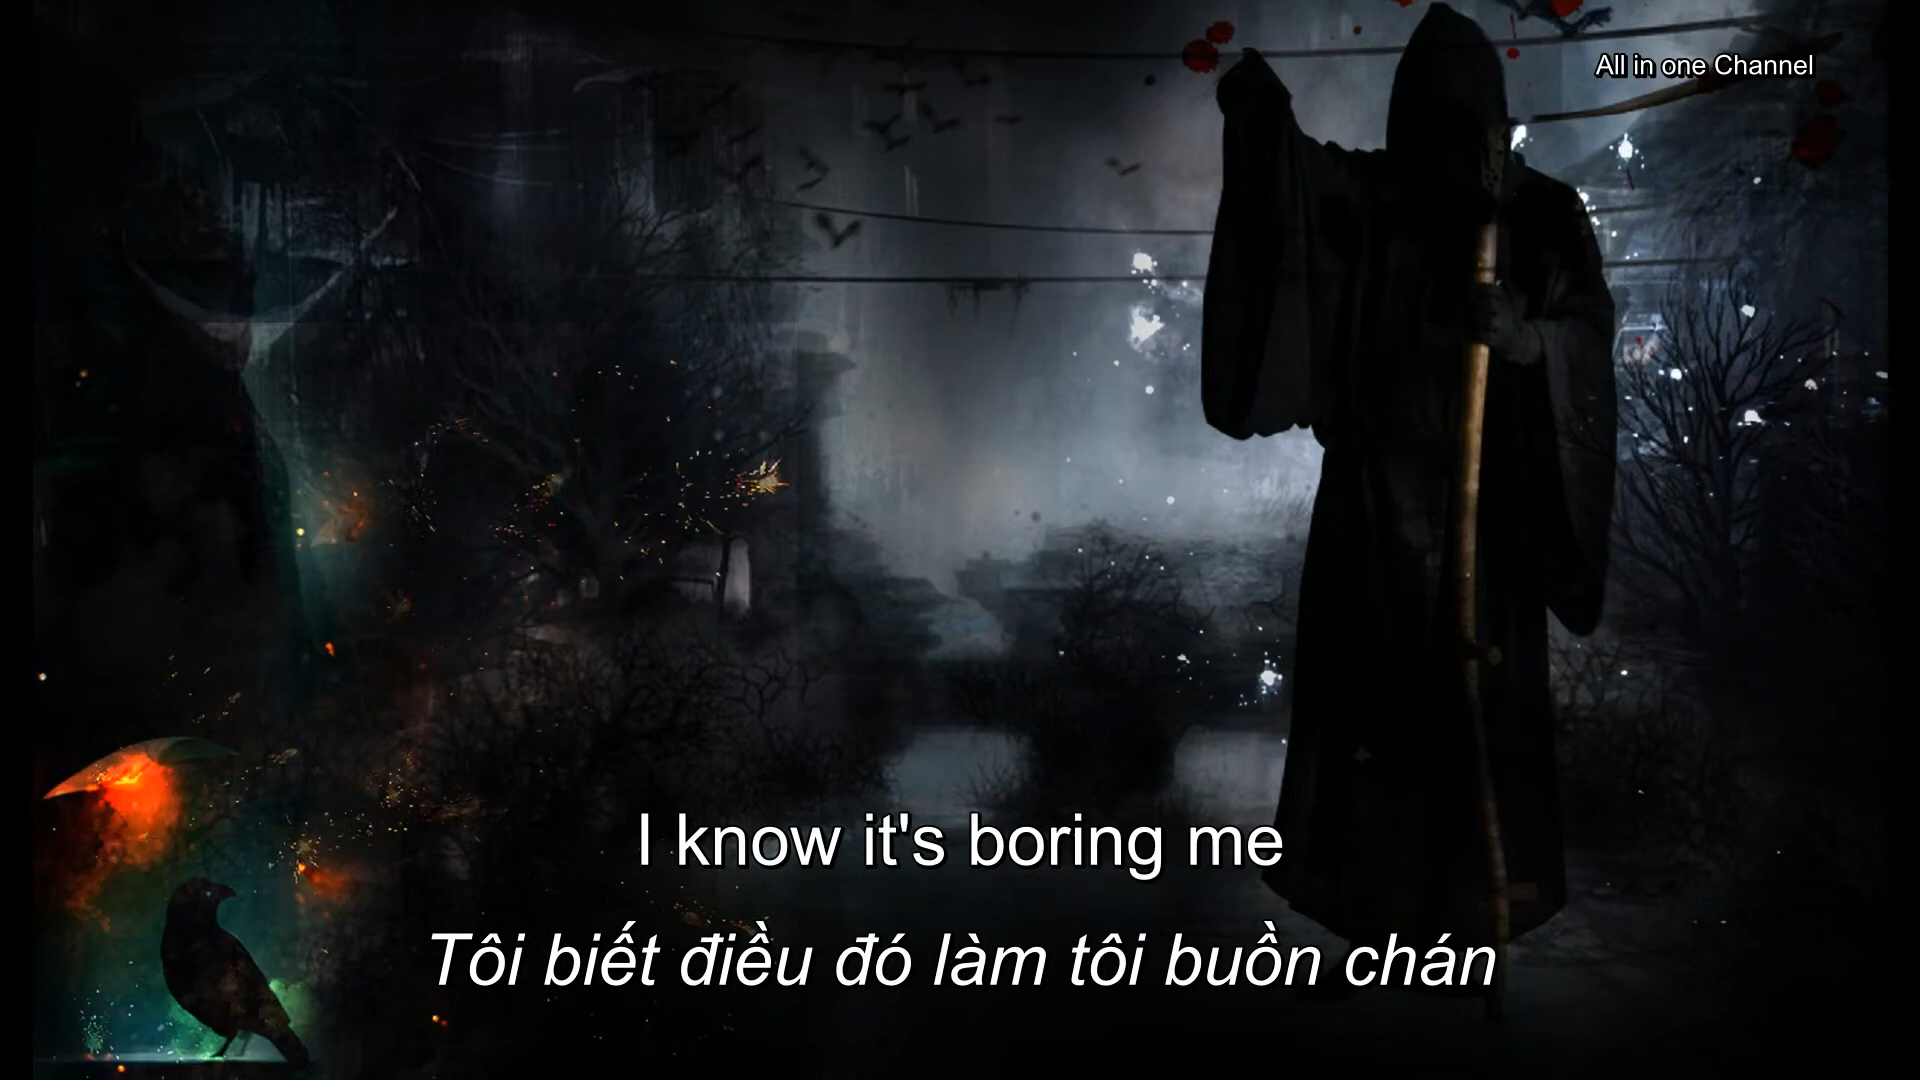 All in one Channel
I know it's boring me
Tôi biết điều đó làm tôi buồn chán